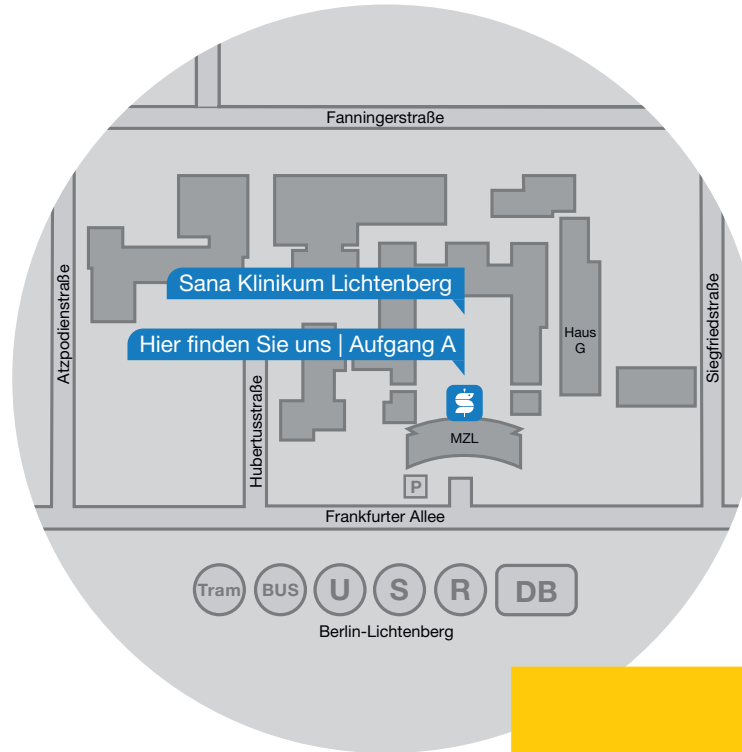 Fanningerstraße
Atzpodienstraße
Sana Klinikum Lichtenberg
Hier finden Sie uns | Aufgang A
Haus
G
Siegfriedstraße
Hubertusstraße
MZL
P
Frankfurter Allee
Tram BUS U S R DB
Berlin-Lichtenberg